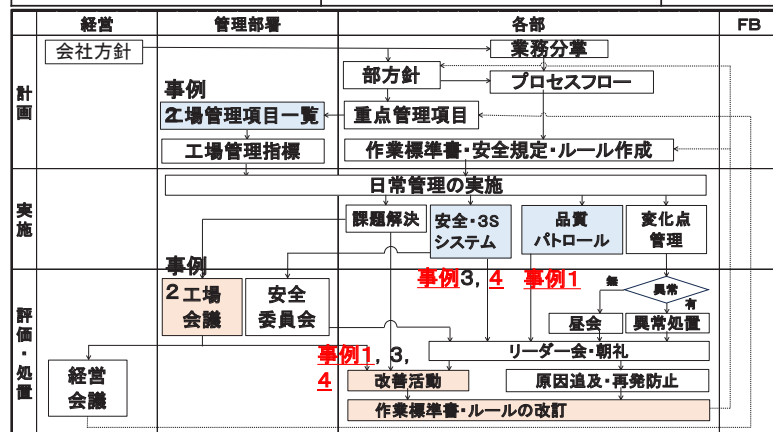 経営 管理部署 各部 FB
計画
会社方針
業務分掌
部方針
プロセスフロー
事例
2工場管理項目一覧
重点管理項目
工場管理指標
作業標準書・安全規定・ルール作成
実施
日常管理の実施
課題解決
安全・3S
システム
品質
パトロール
変化点
管理
評価・処置
事例
2工場
会議
安全
委員会
事例3, 4
事例1
異常
無
有
昼会
異常処置
リーダー会・朝礼
事例1, 3,
4
経営
会議
改善活動
原因追及・再発防止
作業標準書・ルールの改訂